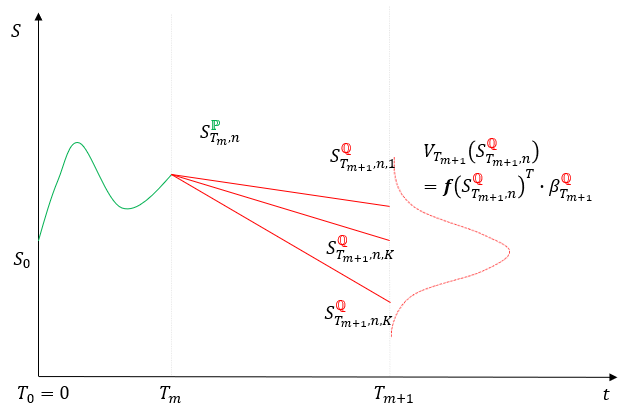 S
S^ℙ_{T_m,n}
S^ℚ_{T_{m+1},n,1}
V_{T_{m+1}}(S^ℚ_{T_{m+1},n})
= f(S^ℚ_{T_{m+1},n})^T · β^ℚ_{T_{m+1}}
S^ℚ_{T_{m+1},n,K}
S_0
S^ℚ_{T_{m+1},n,K}
T_0 = 0
T_m
T_{m+1}
t